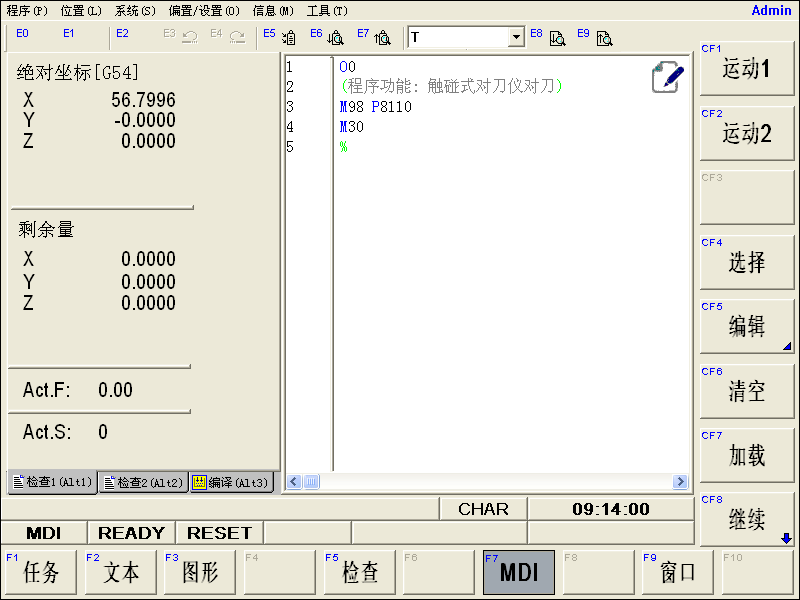 程序(P) 位置(L) 系统(S) 偏置/设置(O) 信息(M) 工具(T) Admin
E0 E1 E2 E3 E4 E5 E6 E7 T E8 E9
绝对坐标[G54]
X 56.7996
Y -0.0000
Z 0.0000
剩余量
X 0.0000
Y 0.0000
Z 0.0000
Act.F: 0.00
Act.S: 0
检查1(Alt1) 检查2(Alt2) 编译(Alt3)
1 O0
2 (程序功能: 触碰式对刀仪对刀)
3 M98 P8110
4 M30
5 %
CF1 运动1
CF2 运动2
CF3
CF4 选择
CF5 编辑
CF6 清空
CF7 加载
CF8 继续
CHAR 09:14:00
MDI READY RESET
F1 任务 F2 文本 F3 图形 F4 F5 检查 F6 F7 MDI F8 F9 窗口 F10